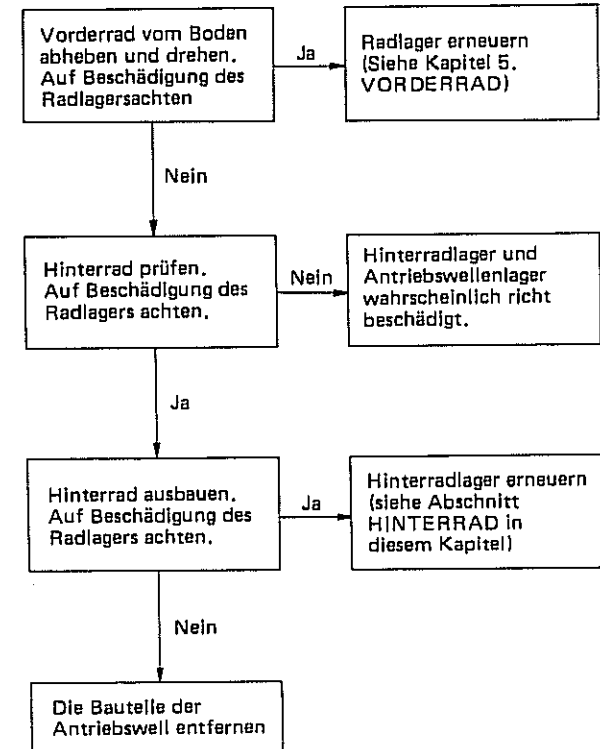 Vorderrad vom Boden
abheben und drehen.
Auf Beschädigung des
Radlagersachten
Ja
Radlager erneuern
(Siehe Kapitel 5.
VORDERRAD)
Nein
Hinterrad prüfen.
Auf Beschädigung des
Radlagers achten.
Nein
Hinterradlager und
Antriebswellenlager
wahrscheinlich richt
beschädigt.
Ja
Hinterrad ausbauen.
Auf Beschädigung des
Radlagers achten.
Ja
Hinterradlager erneuern
(siehe Abschnitt
HINTERRAD in
diesem Kapitel)
Nein
Die Bauteile der
Antriebswell entfernen